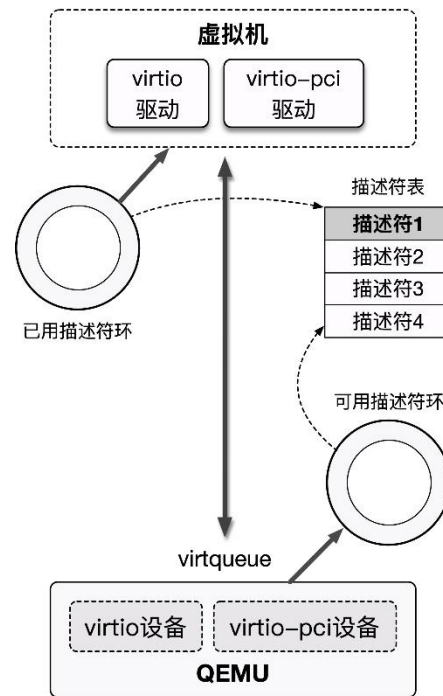 虚拟机
virtio
驱动
virtio-pci
驱动
描述符表
描述符1
描述符2
描述符3
描述符4
已用描述符环
可用描述符环
virtqueue
virtio设备
virtio-pci设备
QEMU